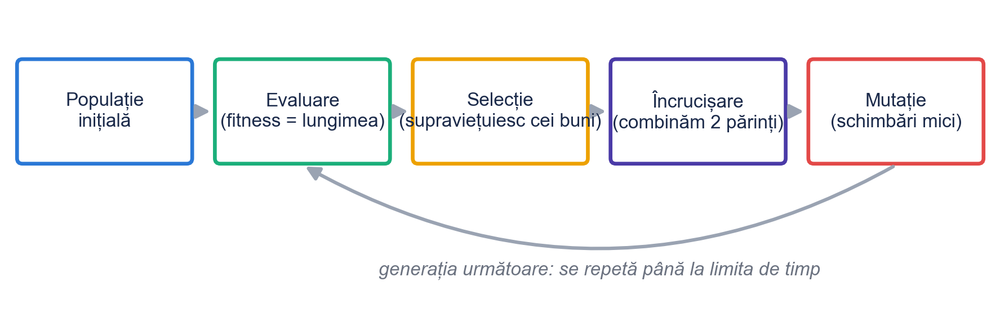 Populație
inițială
Evaluare
(fitness = lungimea)
Selecție
(supraviețuiesc cei buni)
Încrucișare
(combinăm 2 părinți)
Mutație
(schimbări mici)
generația următoare: se repetă până la limita de timp